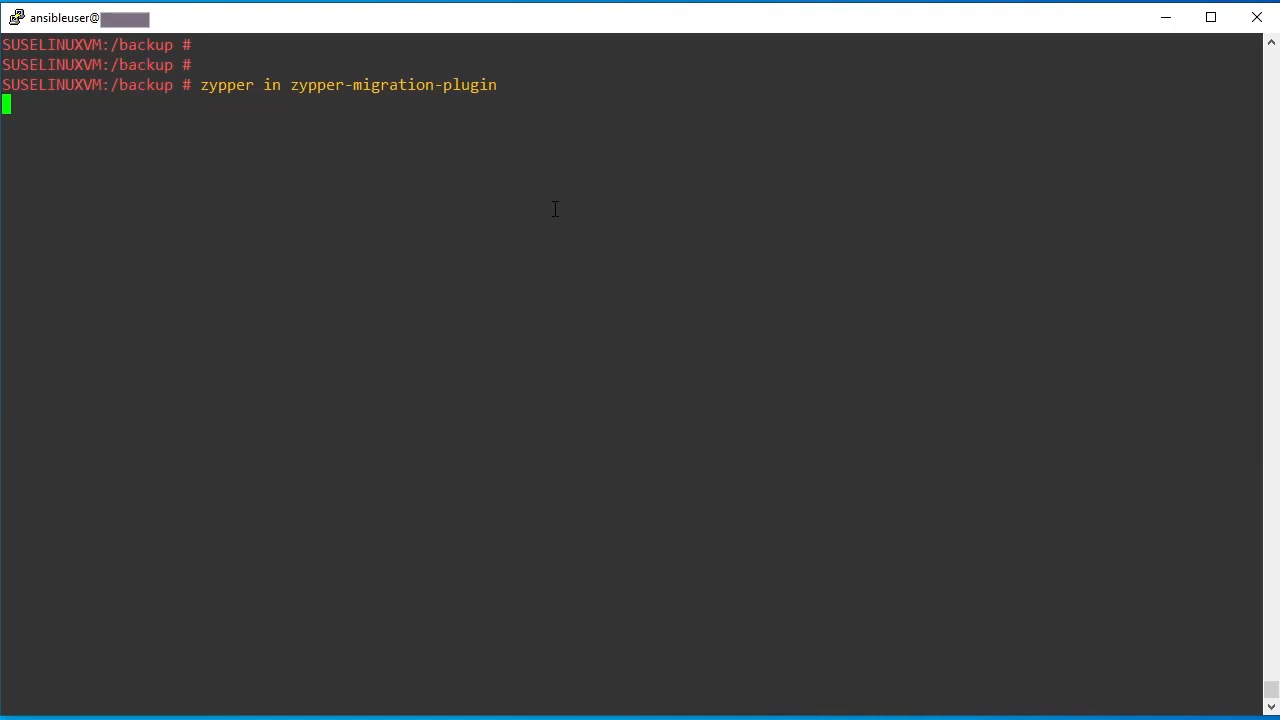 ansibleuser@
SUSELINUXVM:/backup #
SUSELINUXVM:/backup #
SUSELINUXVM:/backup # zypper in zypper-migration-plugin